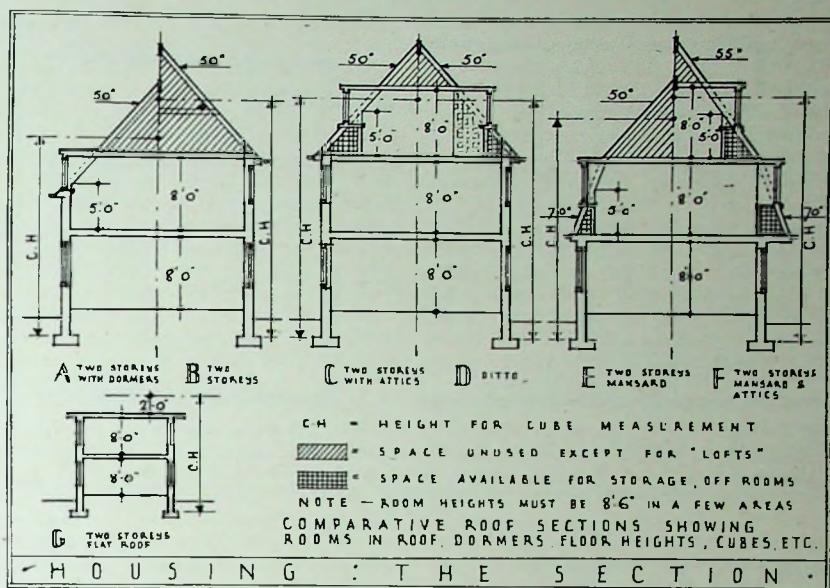 50°
50°
5'·0"
8'·0"
8'·0"
C.H
C.H
50°
50°
5'·0"
8'·0"
8'·0"
8'·0"
C.H
C.H
55°
50°
8'·0"
5'·0"
5'·0"
8'·0"
70°
70°
8'·0"
C.H
C.H
A TWO STOREYS WITH DORMERS
B TWO STOREYS
C TWO STOREYS WITH ATTICS
D DITTO
E TWO STOREYS MANSARD
F TWO STOREYS MANSARD & ATTICS
2'·0"
8'·0"
8'·0"
C.H
G TWO STOREYS FLAT ROOF
C·H = HEIGHT FOR CUBE MEASUREMENT
= SPACE UNUSED EXCEPT FOR "LOFTS"
= SPACE AVAILABLE FOR STORAGE, OFF ROOMS
NOTE — ROOM HEIGHTS MUST BE 8'6" IN A FEW AREAS
COMPARATIVE ROOF SECTIONS SHOWING
ROOMS IN ROOF, DORMERS, FLOOR HEIGHTS, CUBES, ETC.
· HOUSING : THE SECTION ·